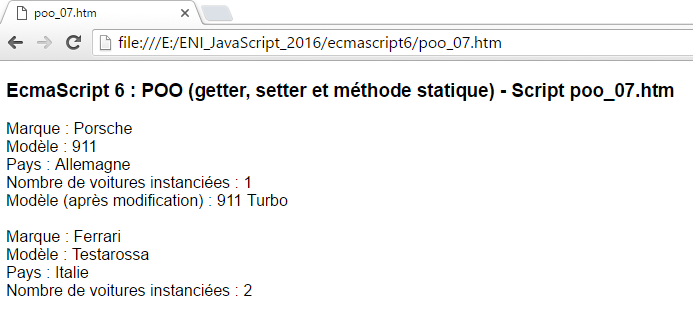 poo_07.htm
file:///E:/ENI_JavaScript_2016/ecmascript6/poo_07.htm
EcmaScript 6 : POO (getter, setter et méthode statique) - Script poo_07.htm
Marque : Porsche
Modèle : 911
Pays : Allemagne
Nombre de voitures instanciées : 1
Modèle (après modification) : 911 Turbo
Marque : Ferrari
Modèle : Testarossa
Pays : Italie
Nombre de voitures instanciées : 2